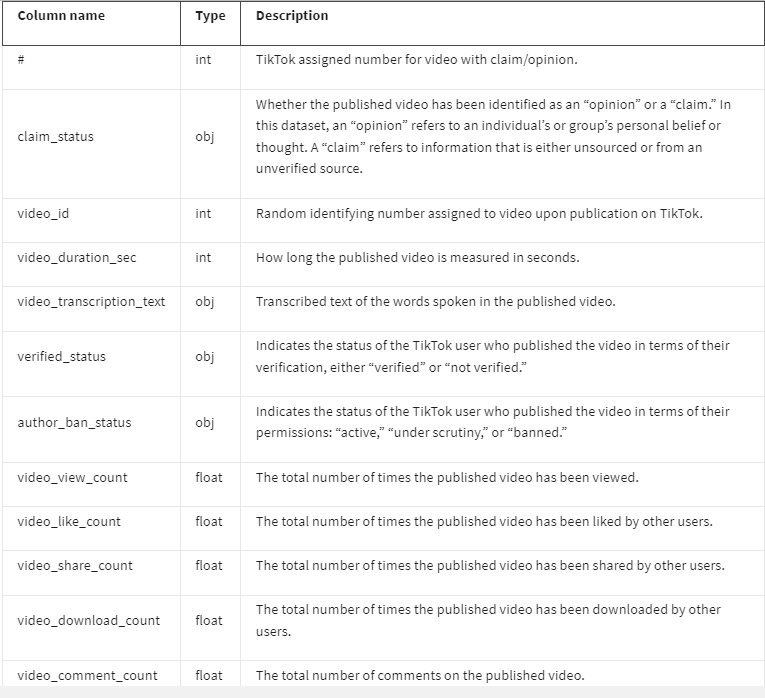 Column name Type Description
# int TikTok assigned number for video with claim/opinion.
Whether the published video has been identified as an “opinion” or a “claim.” In
this dataset, an “opinion” refers to an individual’s or group’s personal belief or
claim_status obj
thought. A “claim” refers to information that is either unsourced or from an
unverified source.
video_id int Random identifying number assigned to video upon publication on TikTok.
video_duration_sec int How long the published video is measured in seconds.
video_transcription_text obj Transcribed text of the words spoken in the published video.
Indicates the status of the TikTok user who published the video in terms of their
verified_status obj
verification, either “verified” or “not verified.”
Indicates the status of the TikTok user who published the video in terms of their
author_ban_status obj
permissions: “active,” “under scrutiny,” or “banned.”
video_view_count float The total number of times the published video has been viewed.
video_like_count float The total number of times the published video has been liked by other users.
video_share_count float The total number of times the published video has been shared by other users.
The total number of times the published video has been downloaded by other
video_download_count float
users.
video_comment_count float The total number of comments on the published video.